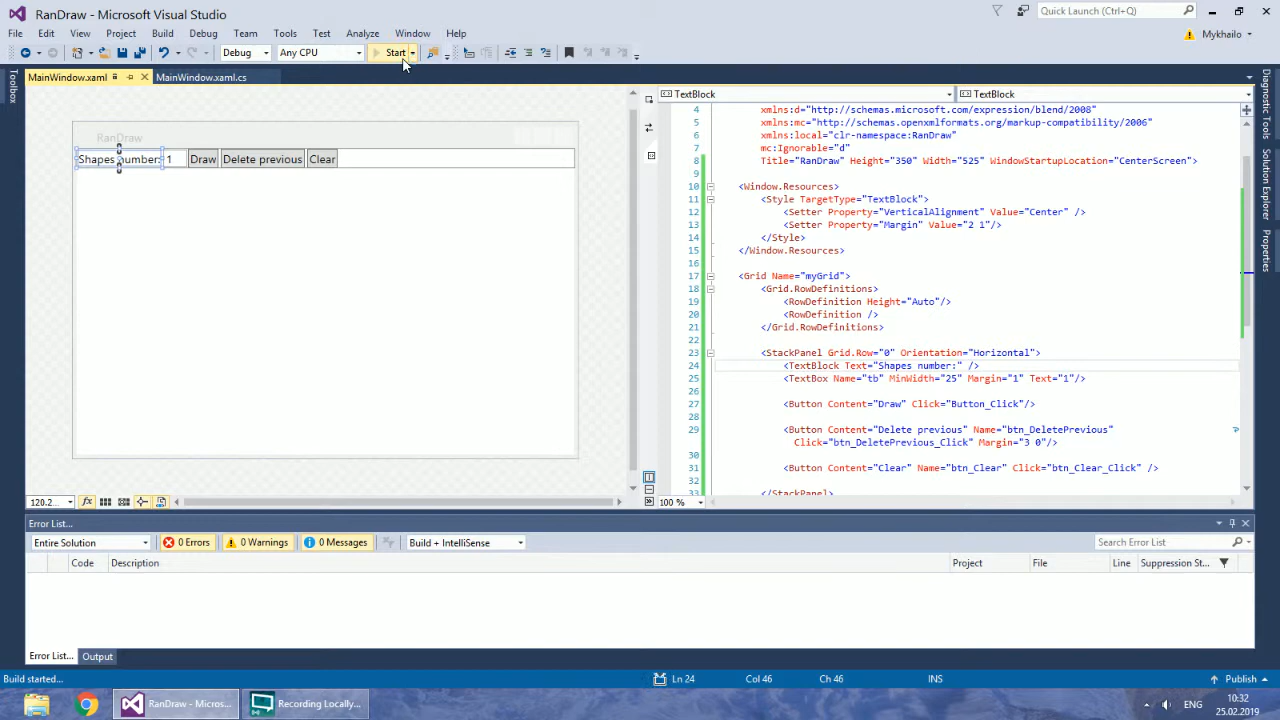 RanDraw - Microsoft Visual Studio
Quick Launch (Ctrl+Q)
File Edit View Project Build Debug Team Tools Test Analyze Window Help
Mykhailo
Debug Any CPU Start
Toolbox
MainWindow.xaml MainWindow.xaml.cs
TextBlock TextBlock
RanDraw
Shapes number: 1 Draw Delete previous Clear
4 xmlns:d="http://schemas.microsoft.com/expression/blend/2008"
5 xmlns:mc="http://schemas.openxmlformats.org/markup-compatibility/2006"
6 xmlns:local="clr-namespace:RanDraw"
7 mc:Ignorable="d"
8 Title="RanDraw" Height="350" Width="525" WindowStartupLocation="CenterScreen">
9
10 <Window.Resources>
11 <Style TargetType="TextBlock">
12 <Setter Property="VerticalAlignment" Value="Center" />
13 <Setter Property="Margin" Value="2 1"/>
14 </Style>
15 </Window.Resources>
16
17 <Grid Name="myGrid">
18 <Grid.RowDefinitions>
19 <RowDefinition Height="Auto"/>
20 <RowDefinition />
21 </Grid.RowDefinitions>
22
23 <StackPanel Grid.Row="0" Orientation="Horizontal">
24 <TextBlock Text="Shapes number:" />
25 <TextBox Name="tb" MinWidth="25" Margin="1" Text="1"/>
26
27 <Button Content="Draw" Click="Button_Click"/>
28
29 <Button Content="Delete previous" Name="btn_DeletePrevious"
Click="btn_DeletePrevious_Click" Margin="3 0"/>
30
31 <Button Content="Clear" Name="btn_Clear" Click="btn_Clear_Click" />
32
33 </StackPanel>
Diagnostic Tools
Solution Explorer
Properties
120.2...
100 %
Error List...
Entire Solution 0 Errors 0 Warnings 0 Messages Build + IntelliSense Search Error List
Code Description Project File Line Suppression St...
Error List... Output
Build started... Ln 24 Col 46 Ch 46 INS Publish
RanDraw - Micros... Recording Locally... ENG 10:32
25.02.2019